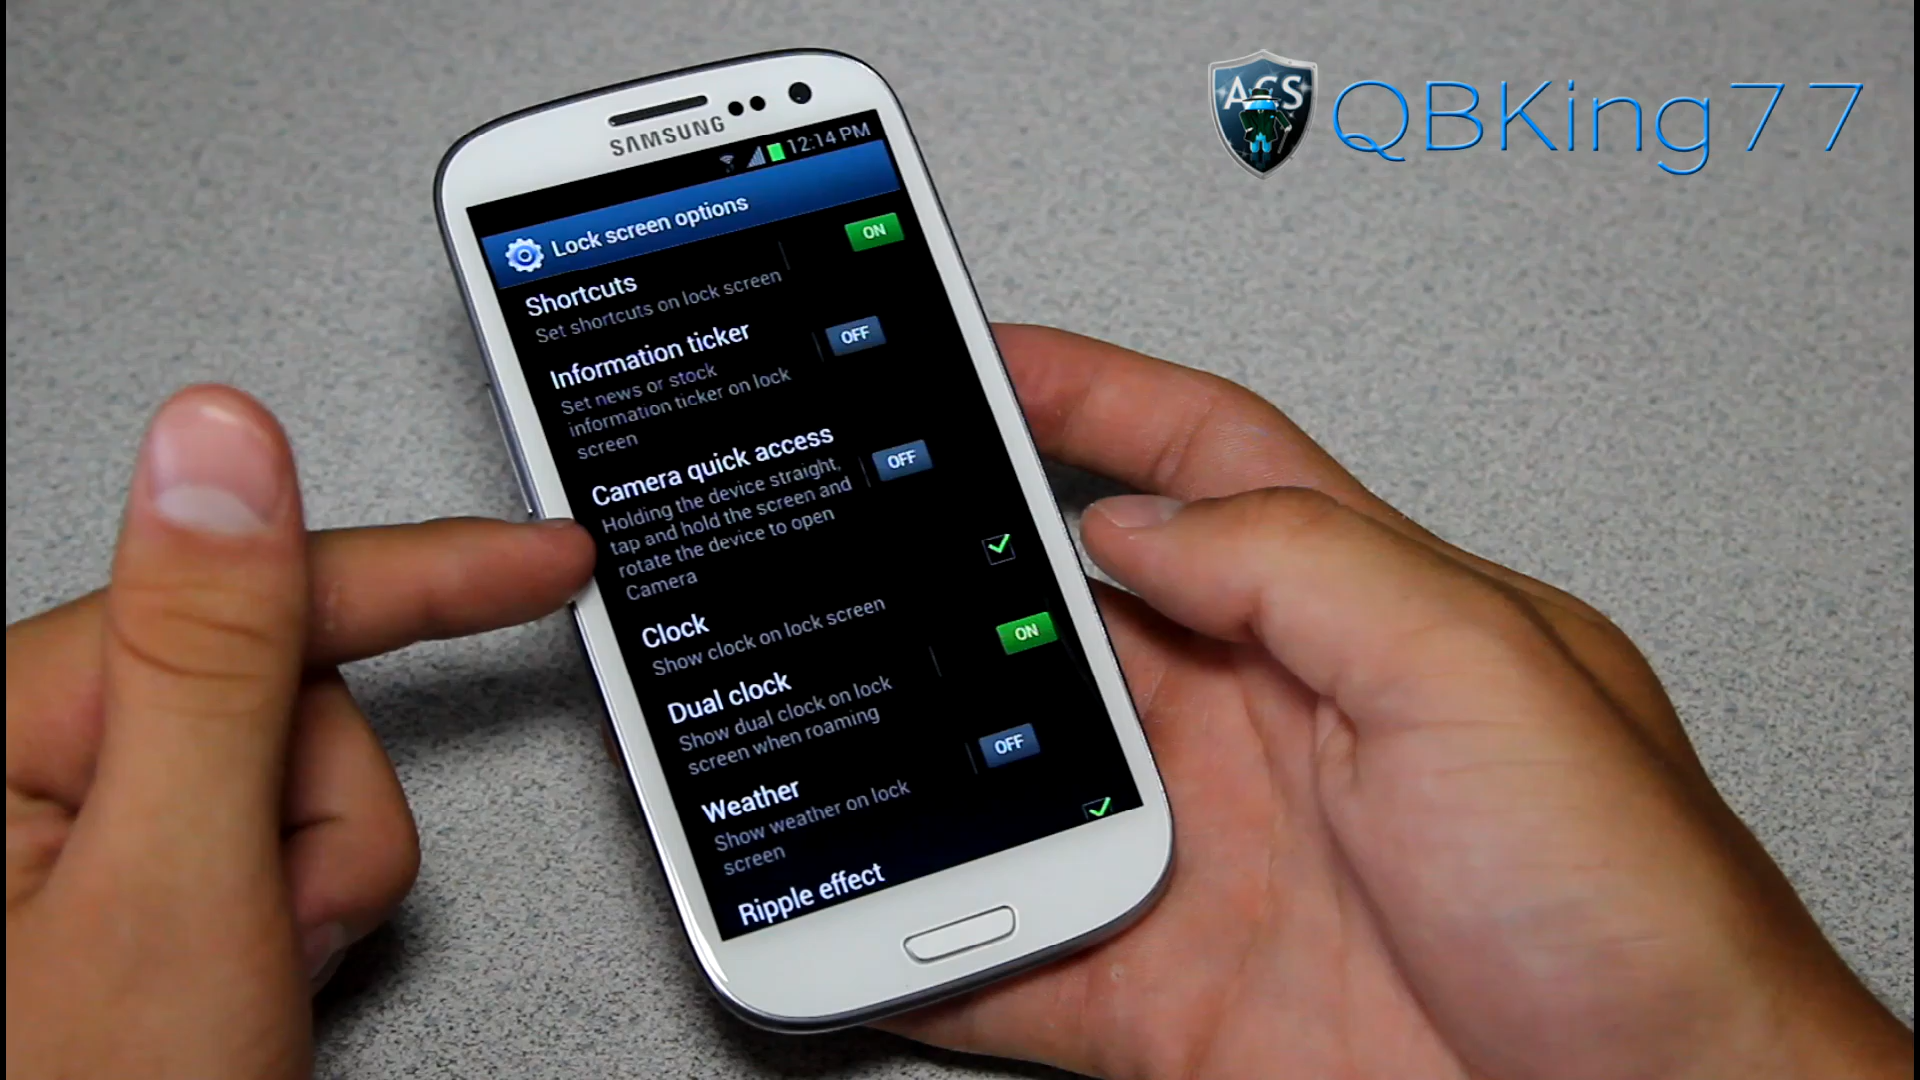 ACS
QBKing77
SAMSUNG
12:14 PM
Lock screen options
Shortcuts
ON
Set shortcuts on lock screen
Information ticker
OFF
Set news or stock
information ticker on lock
screen
Camera quick access
OFF
Holding the device straight,
tap and hold the screen and
rotate the device to open
Camera
Clock
Show clock on lock screen
Dual clock
ON
Show dual clock on lock
screen when roaming
Weather
OFF
Show weather on lock
screen
Ripple effect